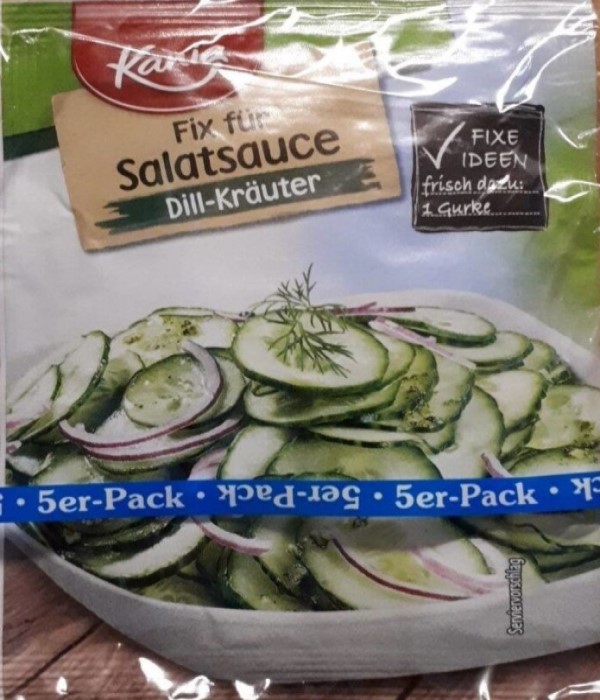 Kania
Fix für
Salatsauce
Dill-Kräuter
FIXE
IDEEN
frisch dazu:
1 Gurke
5er-Pack · 5er-Pack · 5er-Pack ·
Serviervorschlag